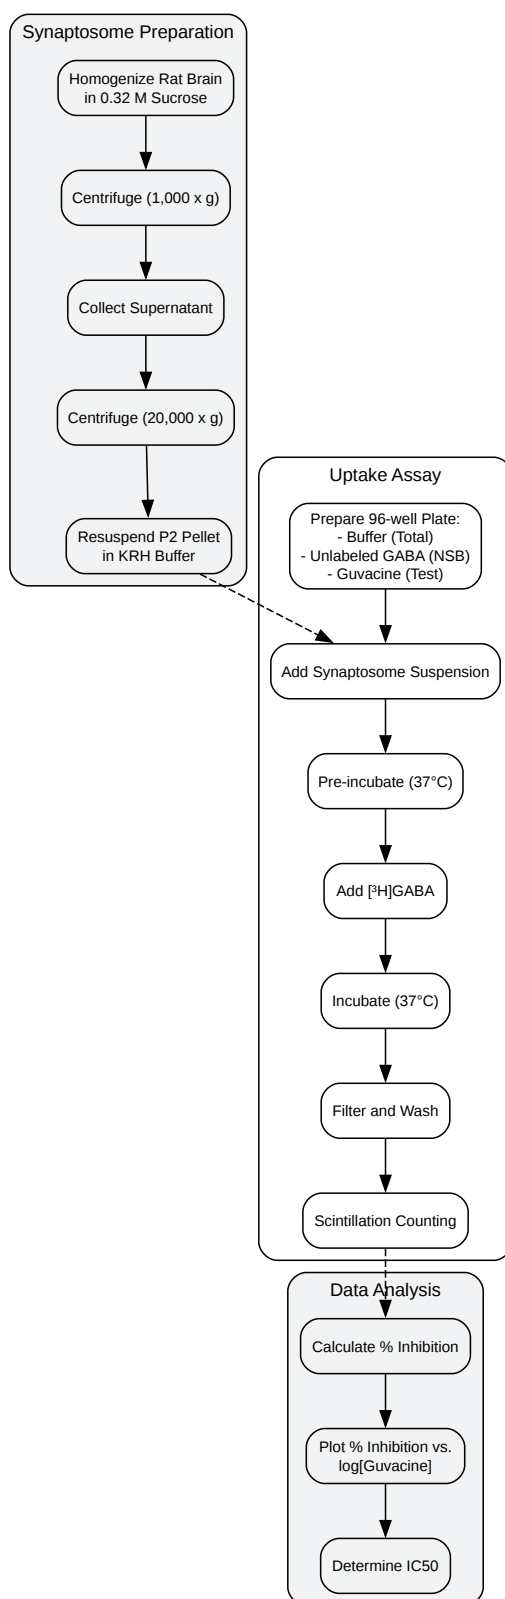 Synaptosome Preparation
Homogenize Rat Brain
in 0.32 M Sucrose
Centrifuge (1,000 x g)
Collect Supernatant
Centrifuge (20,000 x g)
Resuspend P2 Pellet
in KRH Buffer
Uptake Assay
Prepare 96-well Plate:
- Buffer (Total)
- Unlabeled GABA (NSB)
- Guvacine (Test)
Add Synaptosome Suspension
Pre-incubate (37°C)
Add [³H]GABA
Incubate (37°C)
Filter and Wash
Scintillation Counting
Data Analysis
Calculate % Inhibition
Plot % Inhibition vs.
log[Guvacine]
Determine IC50